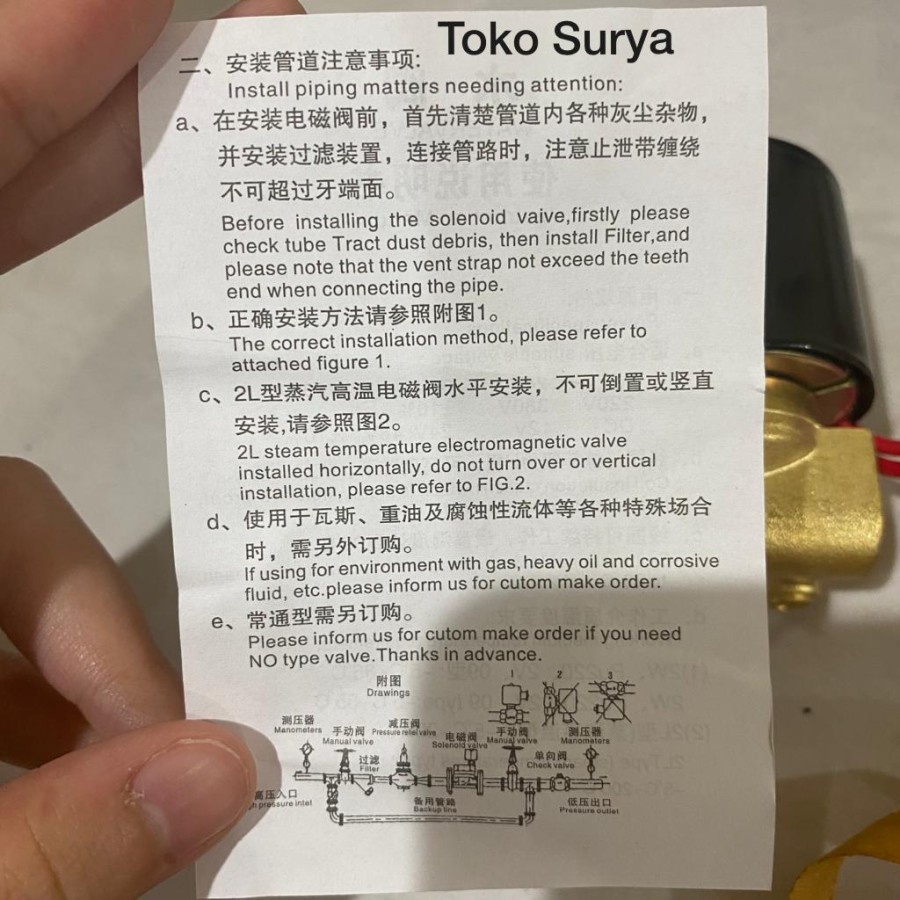 Toko Surya
二、安装管道注意事项:
Install piping matters needing attention:
a、在安装电磁阀前，首先清楚管道内各种灰尘杂物，
并安装过滤装置，连接管路时，注意止泄带缠绕
不可超过牙端面。
Before installing the solenoid vaive,firstly please
check tube Tract dust debris, then install Filter,and
please note that the vent strap not exceed the teeth
end when connecting the pipe.
b、正确安装方法请参照附图1。
The correct installation method, please refer to
attached figure 1.
c、2L型蒸汽高温电磁阀水平安装，不可倒置或竖直
安装,请参照图2。
2L steam temperature electromagnetic valve
installed horizontally, do not turn over or vertical
installation, please refer to FIG.2.
d、使用于瓦斯、重油及腐蚀性流体等各种特殊场合
时，需另外订购。
If using for environment with gas,heavy oil and corrosive
fluid, etc.please inform us for cutom make order.
e、常通型需另订购。
Please inform us for cutom make order if you need
NO type valve.Thanks in advance.
附图
Drawings
1 2 3
测压器
Manometers
手动阀
Manual valve
减压阀
Pressure relei valve
电磁阀
Solenoid valve
手动阀
Manual valve
测压器
Manometers
过滤
Filter
单向阀
Chack valve
高压入口
pressure inlet
备用管路
Backup line
低压出口
Pressure outlet